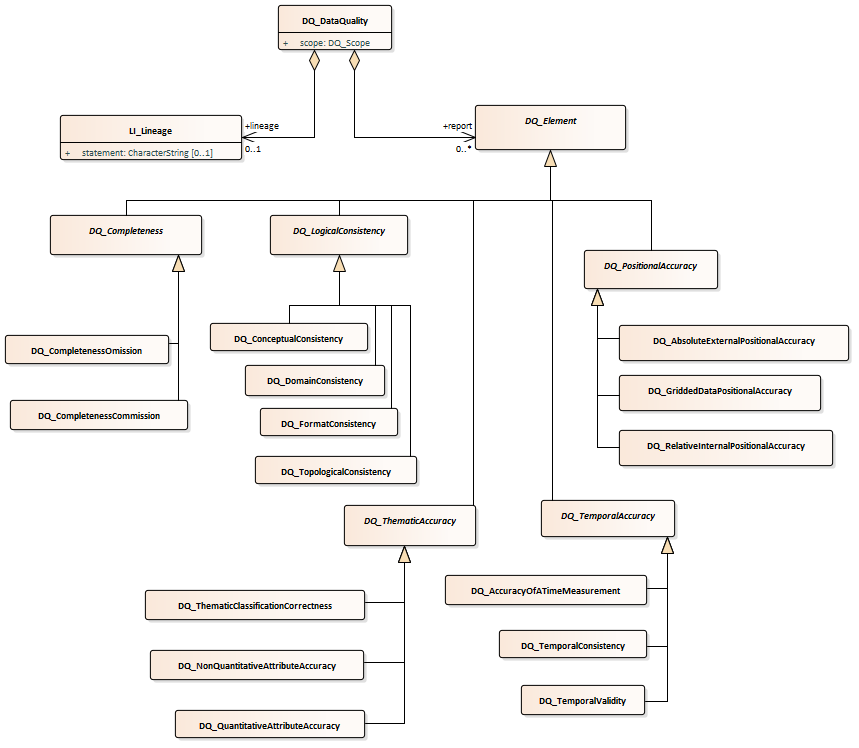 DQ_DataQuality
+ scope: DQ_Scope
LI_Lineage
+ statement: CharacterString [0..1]
+lineage
0..1
+report
0..*
DQ_Element
DQ_Completeness
DQ_LogicalConsistency
DQ_PositionalAccuracy
DQ_CompletenessOmission
DQ_CompletenessCommission
DQ_ConceptualConsistency
DQ_DomainConsistency
DQ_FormatConsistency
DQ_TopologicalConsistency
DQ_AbsoluteExternalPositionalAccuracy
DQ_GriddedDataPositionalAccuracy
DQ_RelativeInternalPositionalAccuracy
DQ_ThematicAccuracy
DQ_TemporalAccuracy
DQ_ThematicClassificationCorrectness
DQ_NonQuantitativeAttributeAccuracy
DQ_QuantitativeAttributeAccuracy
DQ_AccuracyOfATimeMeasurement
DQ_TemporalConsistency
DQ_TemporalValidity